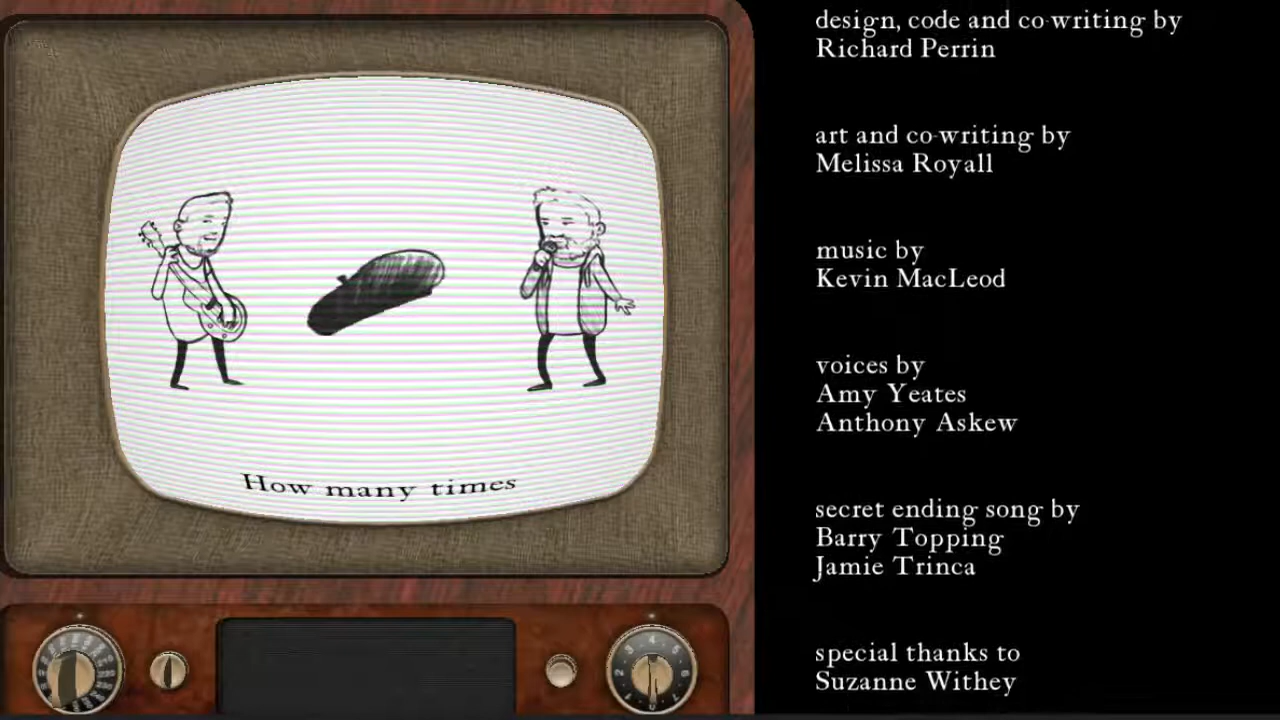 How many times
design, code and co-writing by
Richard Perrin
art and co-writing by
Melissa Royall
music by
Kevin MacLeod
voices by
Amy Yeates
Anthony Askew
secret ending song by
Barry Topping
Jamie Trinca
special thanks to
Suzanne Withey